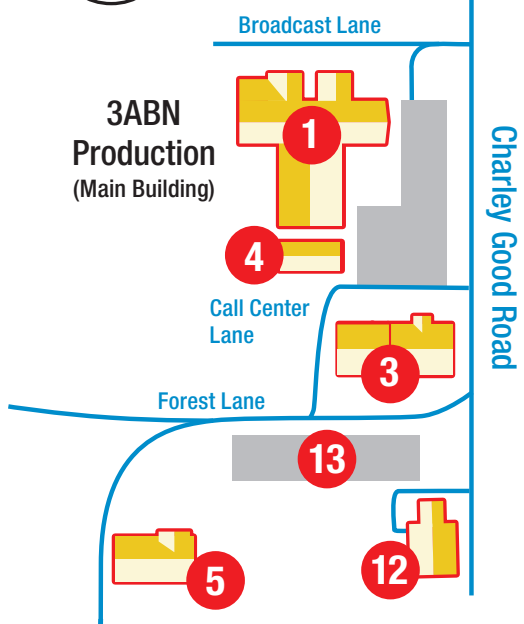 Broadcast Lane
3ABN
Production
(Main Building)
1
4
Charley Good Road
Call Center
Lane
3
Forest Lane
13
5
12